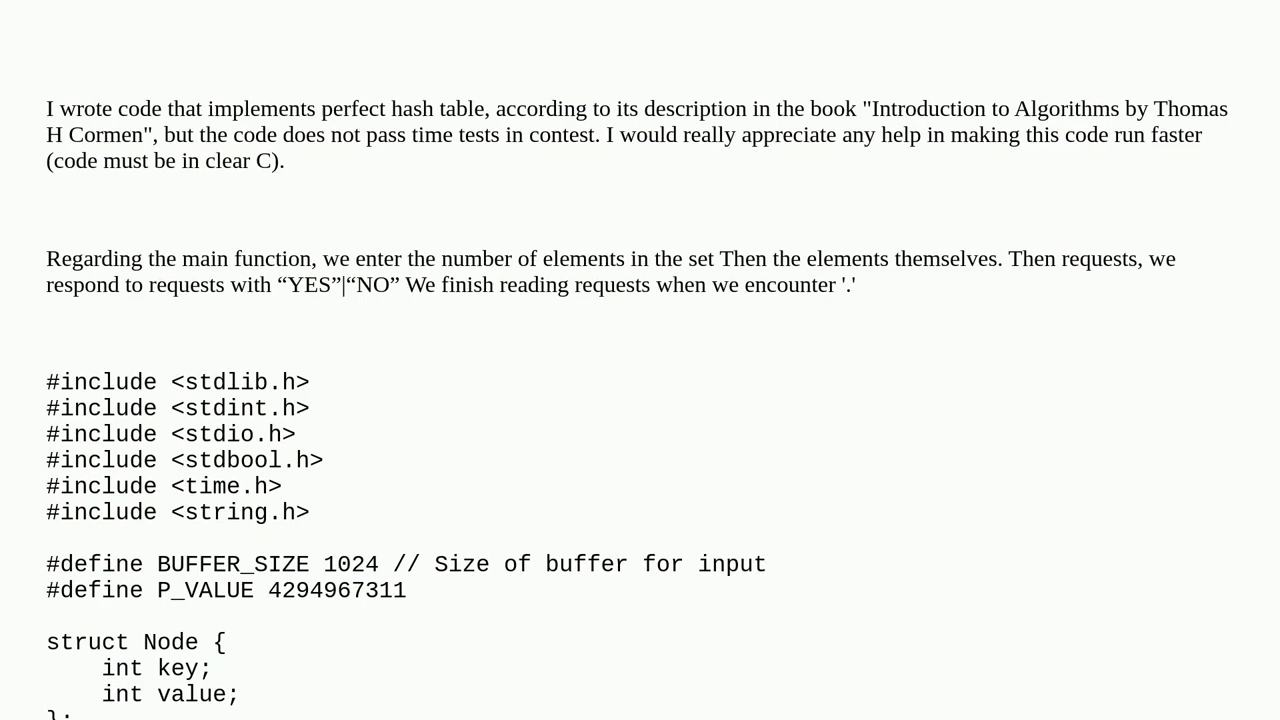 I wrote code that implements perfect hash table, according to its description in the book "Introduction to Algorithms by Thomas
H Cormen", but the code does not pass time tests in contest. I would really appreciate any help in making this code run faster
(code must be in clear C).
Regarding the main function, we enter the number of elements in the set Then the elements themselves. Then requests, we
respond to requests with “YES”|“NO” We finish reading requests when we encounter '.'
#include <stdlib.h>
#include <stdint.h>
#include <stdio.h>
#include <stdbool.h>
#include <time.h>
#include <string.h>
#define BUFFER_SIZE 1024 // Size of buffer for input
#define P_VALUE 4294967311
struct Node {
    int key;
    int value;
};